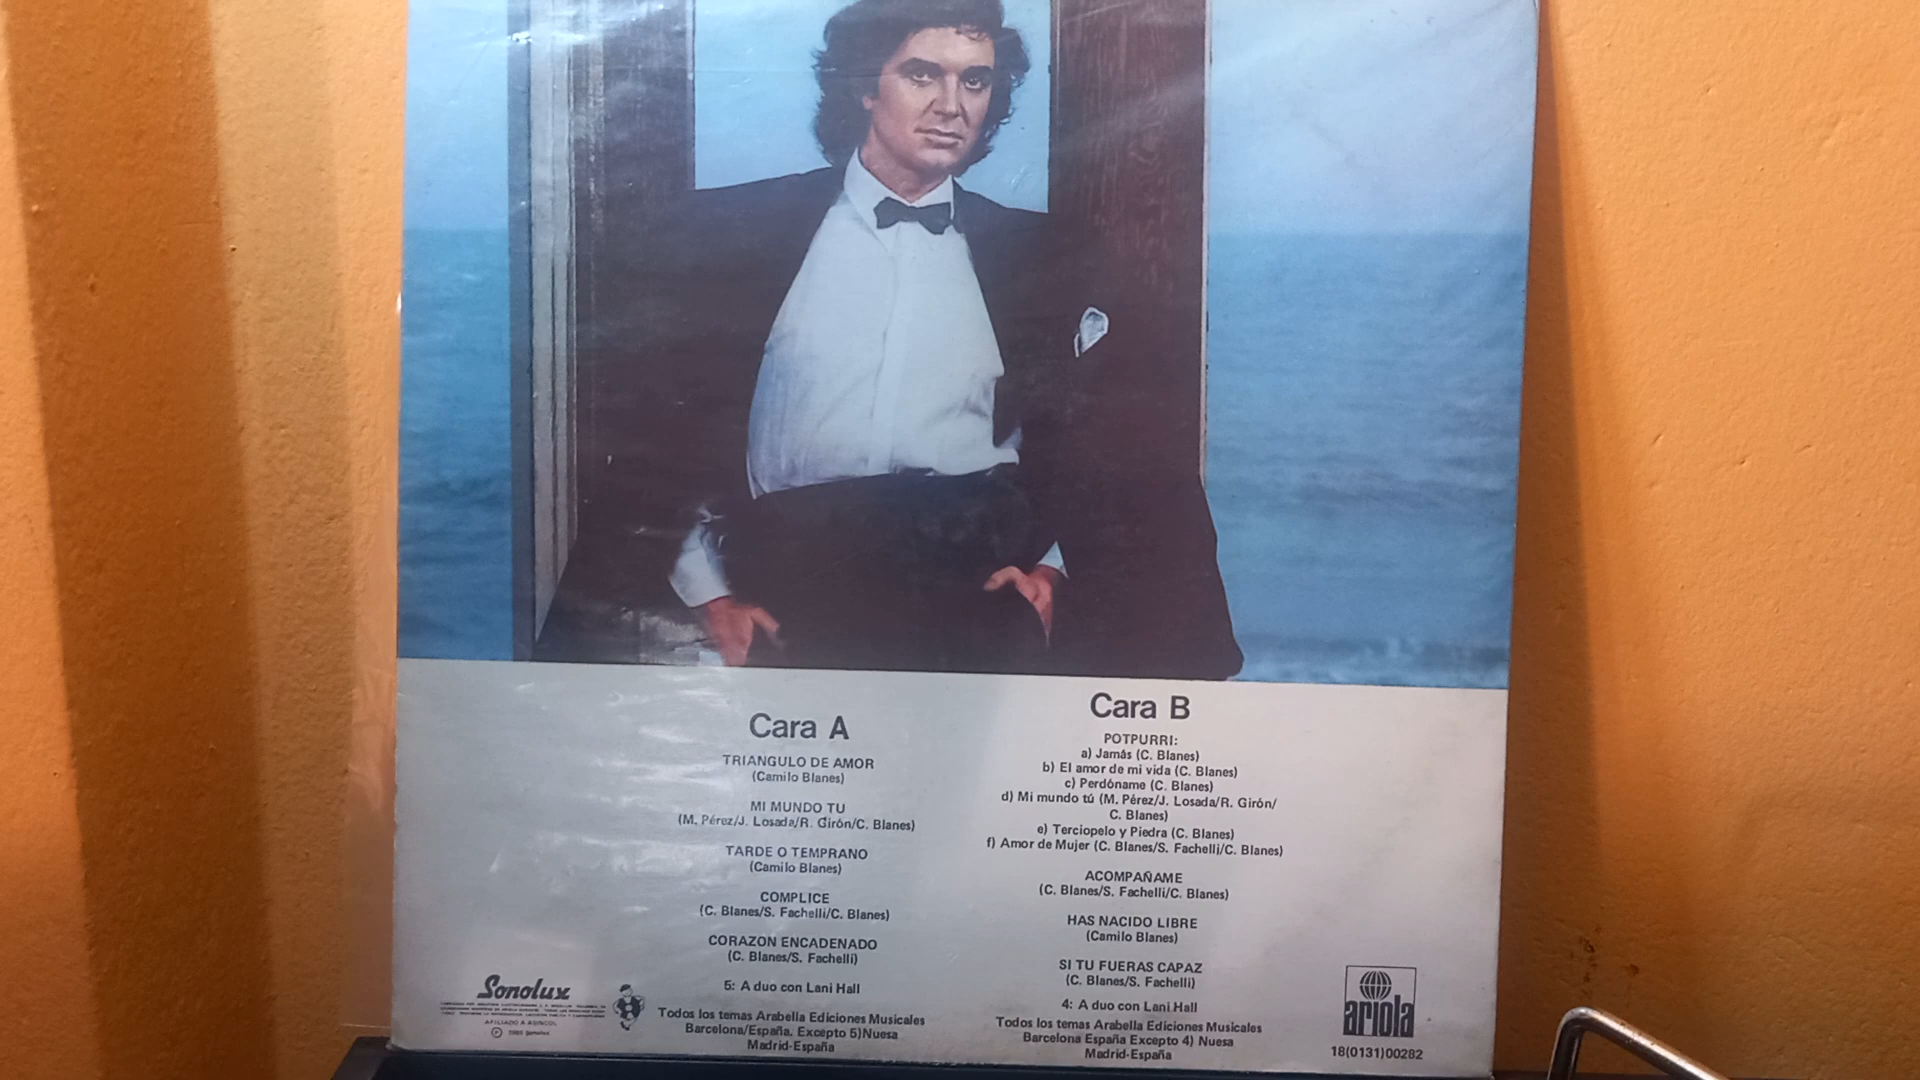 Cara A
TRIANGULO DE AMOR
(Camilo Blanes)
MI MUNDO TU
(M. Pérez/J. Losada/R. Girón/C. Blanes)
TARDE O TEMPRANO
(Camilo Blanes)
COMPLICE
(C. Blanes/S. Fachelli/C. Blanes)
CORAZON ENCADENADO
(C. Blanes/S. Fachelli)
5: A duo con Lani Hall
Todos los temas Arabella Ediciones Musicales
Barcelona/España. Excepto 5)Nuesa
Madrid-España
Cara B
POTPURRI:
a) Jamás (C. Blanes)
b) El amor de mi vida (C. Blanes)
c) Perdóname (C. Blanes)
d) Mi mundo tú (M. Pérez/J. Losada/R. Girón/
C. Blanes)
e) Terciopelo y Piedra (C. Blanes)
f) Amor de Mujer (C. Blanes/S. Fachelli/C. Blanes)
ACOMPAÑAME
(C. Blanes/S. Fachelli/C. Blanes)
HAS NACIDO LIBRE
(Camilo Blanes)
SI TU FUERAS CAPAZ
(C. Blanes/S. Fachelli)
4: A duo con Lani Hall
Todos los temas Arabella Ediciones Musicales
Barcelona España Excepto 4) Nuesa
Madrid-España
Sonolux
AFILIADO A ASINCOL
ariola
18(0131)00282